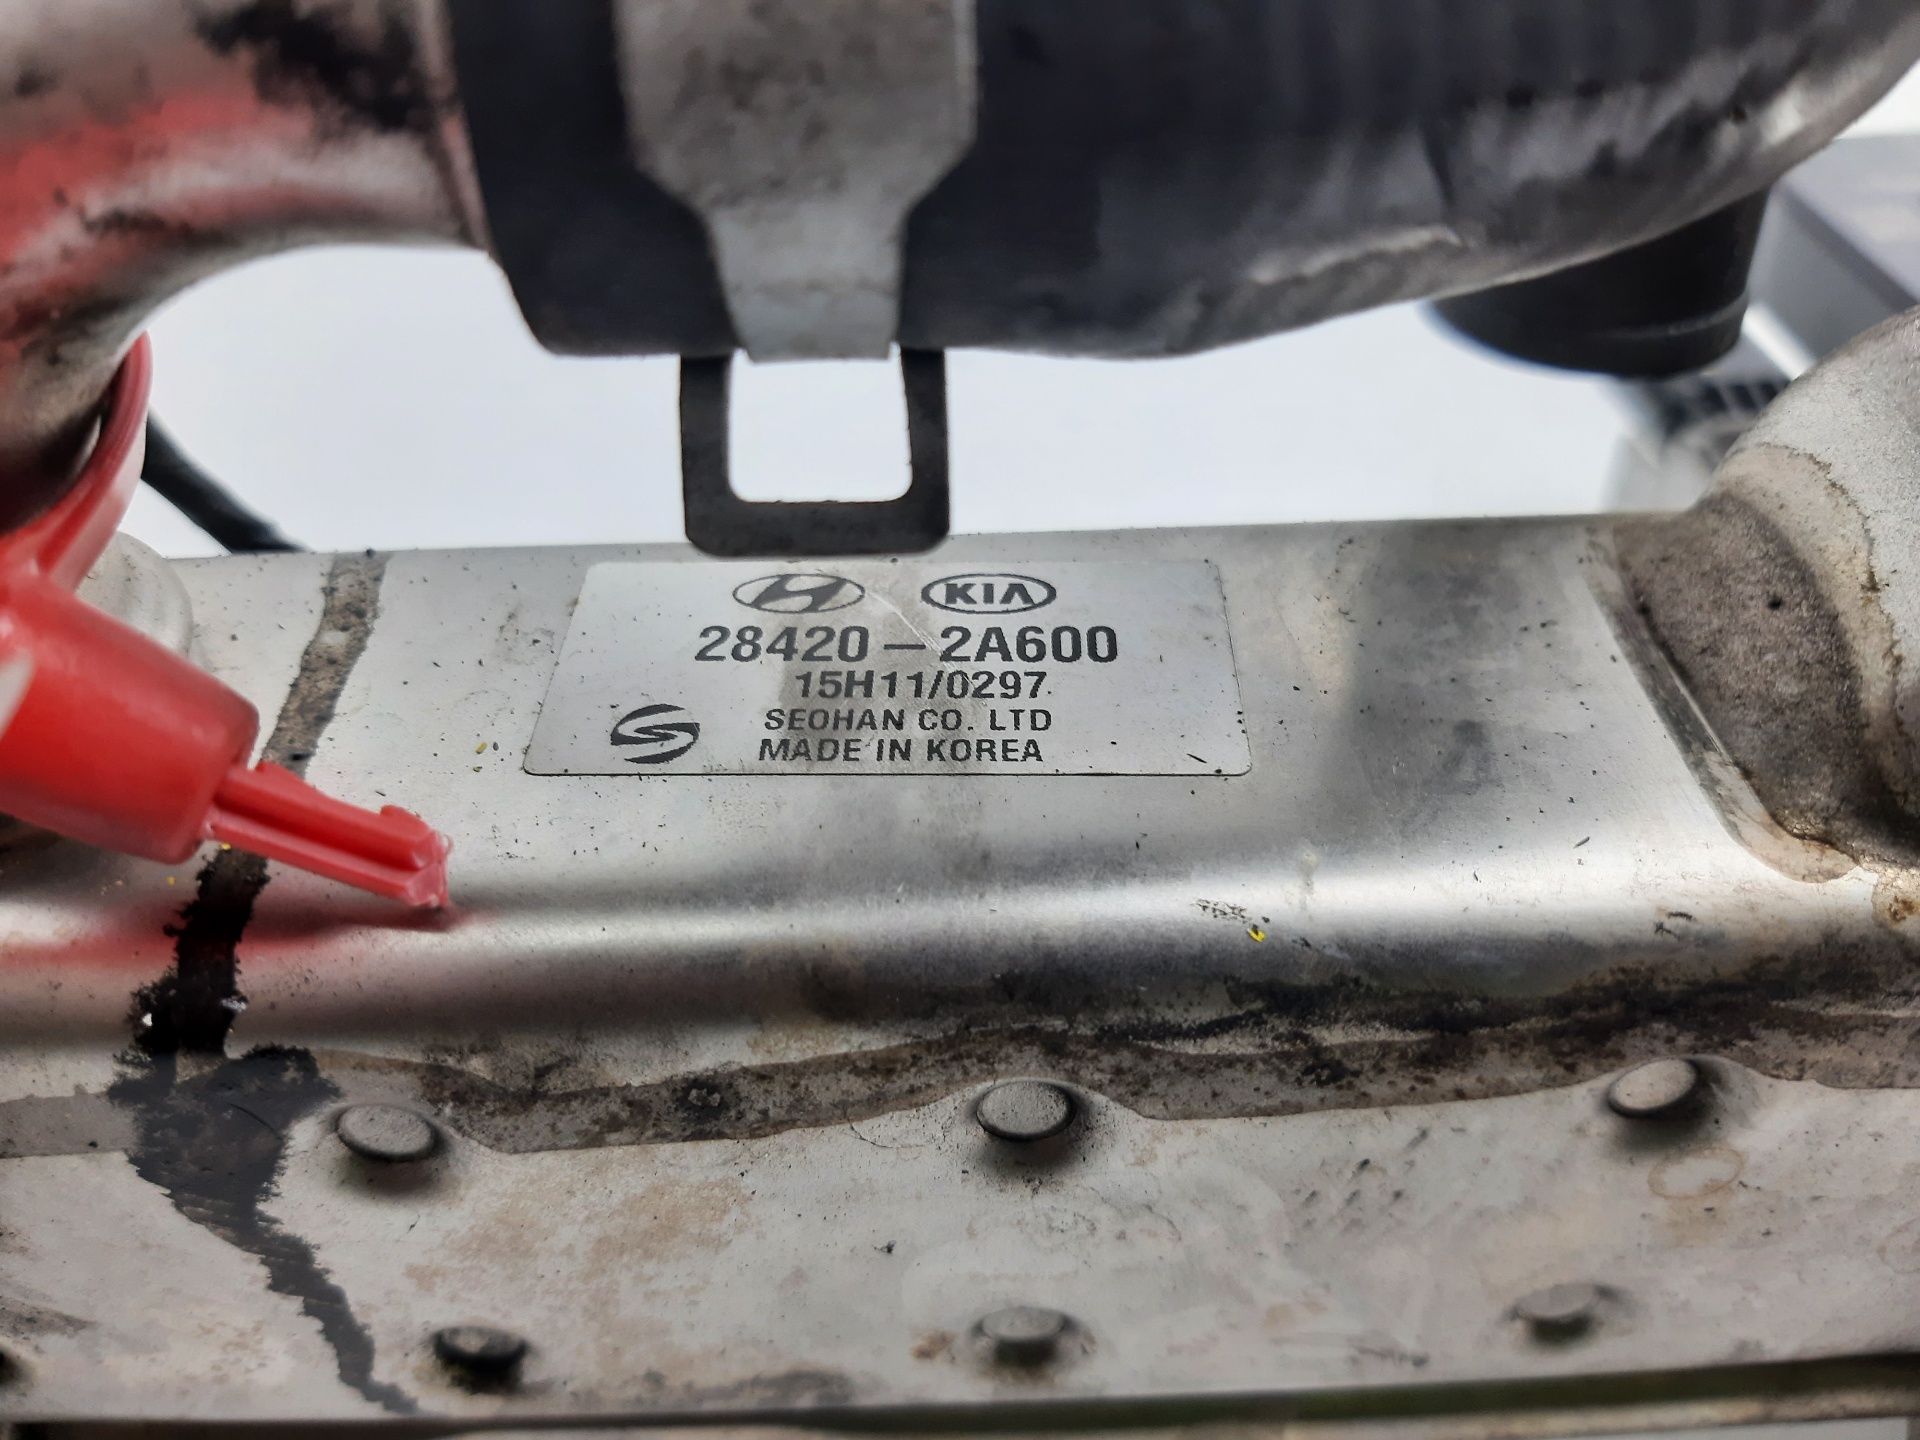 KIA
28420-2A600
15H11/0297
SEOHAN CO. LTD
MADE IN KOREA